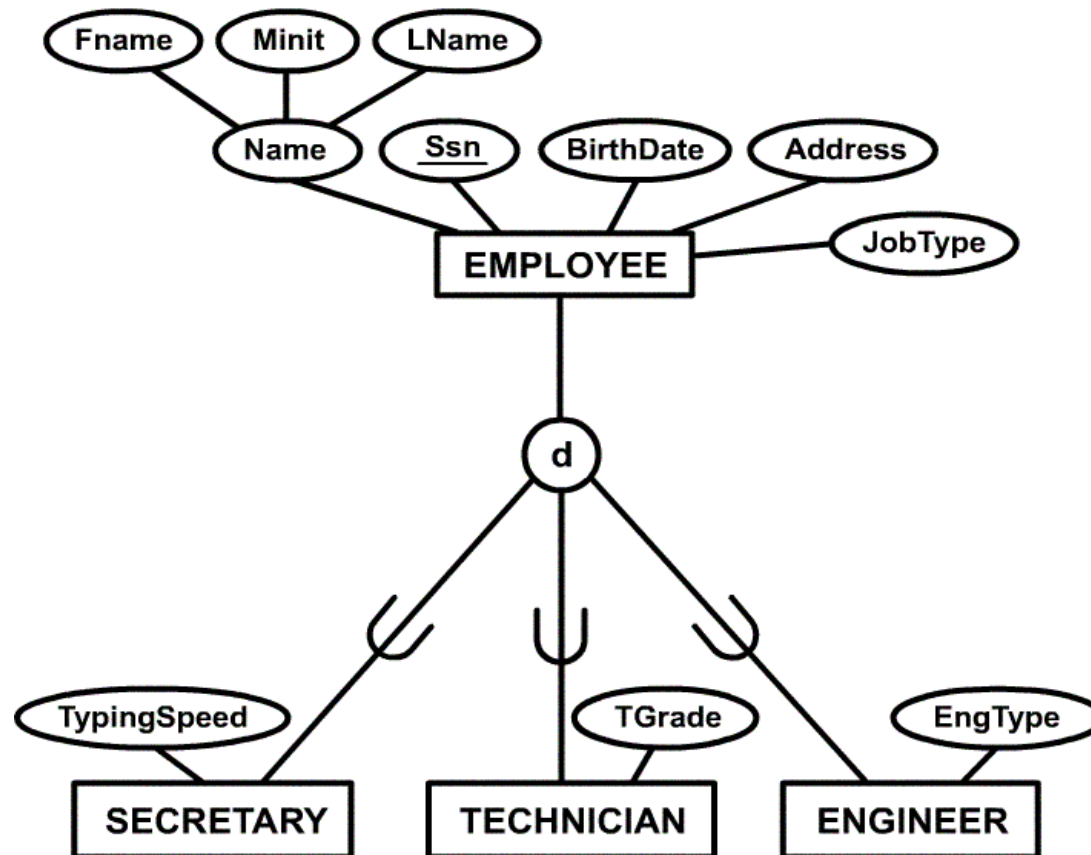 Fname
Minit
LName
Name
Ssn
BirthDate
Address
JobType
EMPLOYEE
d
TypingSpeed
TGrade
EngType
SECRETARY
TECHNICIAN
ENGINEER